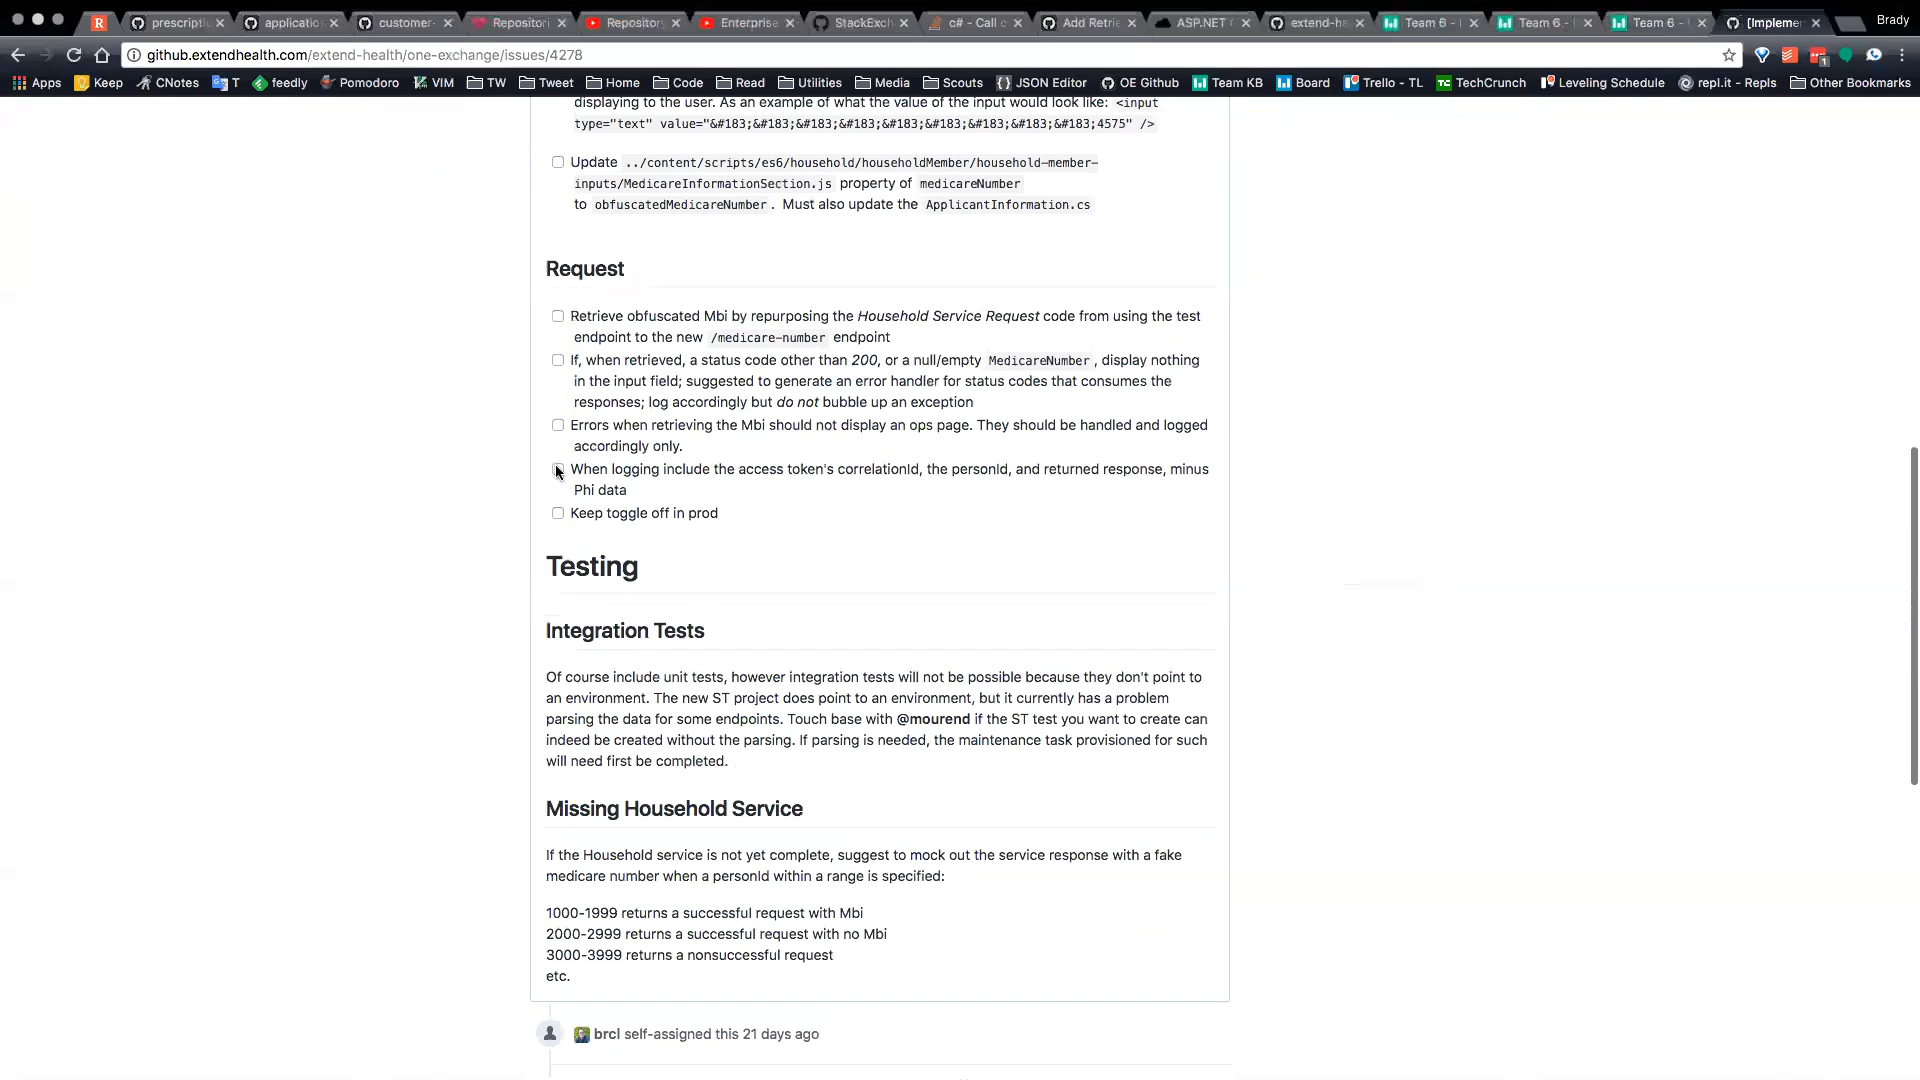 prescripti
application
customer-
Repositori
Repository
Enterprise
StackExch
c# - Call c
Add Retrie
ASP.NET C
extend-he
Team 6 -
Team 6 -
Team 6 -
[Implemen
Brady
github.extendhealth.com/extend-health/one-exchange/issues/4278
Apps
Keep
CNotes
T
feedly
Pomodoro
VIM
TW
Tweet
Home
Code
Read
Utilities
Media
Scouts
JSON Editor
OE Github
Team KB
Board
Trello - TL
TechCrunch
Leveling Schedule
repl.it - Repls
Other Bookmarks
displaying to the user. As an example of what the value of the input would look like: <input
type="text" value="&#183;&#183;&#183;&#183;&#183;&#183;&#183;&#183;&#183;4575" />
Update ../content/scripts/es6/household/householdMember/household-member-
inputs/MedicareInformationSection.js property of medicareNumber
to obfuscatedMedicareNumber . Must also update the ApplicantInformation.cs
Request
Retrieve obfuscated Mbi by repurposing the Household Service Request code from using the test
endpoint to the new /medicare-number endpoint
If, when retrieved, a status code other than 200, or a null/empty MedicareNumber , display nothing
in the input field; suggested to generate an error handler for status codes that consumes the
responses; log accordingly but do not bubble up an exception
Errors when retrieving the Mbi should not display an ops page. They should be handled and logged
accordingly only.
When logging include the access token's correlationId, the personId, and returned response, minus
Phi data
Keep toggle off in prod
Testing
Integration Tests
Of course include unit tests, however integration tests will not be possible because they don't point to
an environment. The new ST project does point to an environment, but it currently has a problem
parsing the data for some endpoints. Touch base with @mourend if the ST test you want to create can
indeed be created without the parsing. If parsing is needed, the maintenance task provisioned for such
will need first be completed.
Missing Household Service
If the Household service is not yet complete, suggest to mock out the service response with a fake
medicare number when a personId within a range is specified:
1000-1999 returns a successful request with Mbi
2000-2999 returns a successful request with no Mbi
3000-3999 returns a nonsuccessful request
etc.
brcl self-assigned this 21 days ago